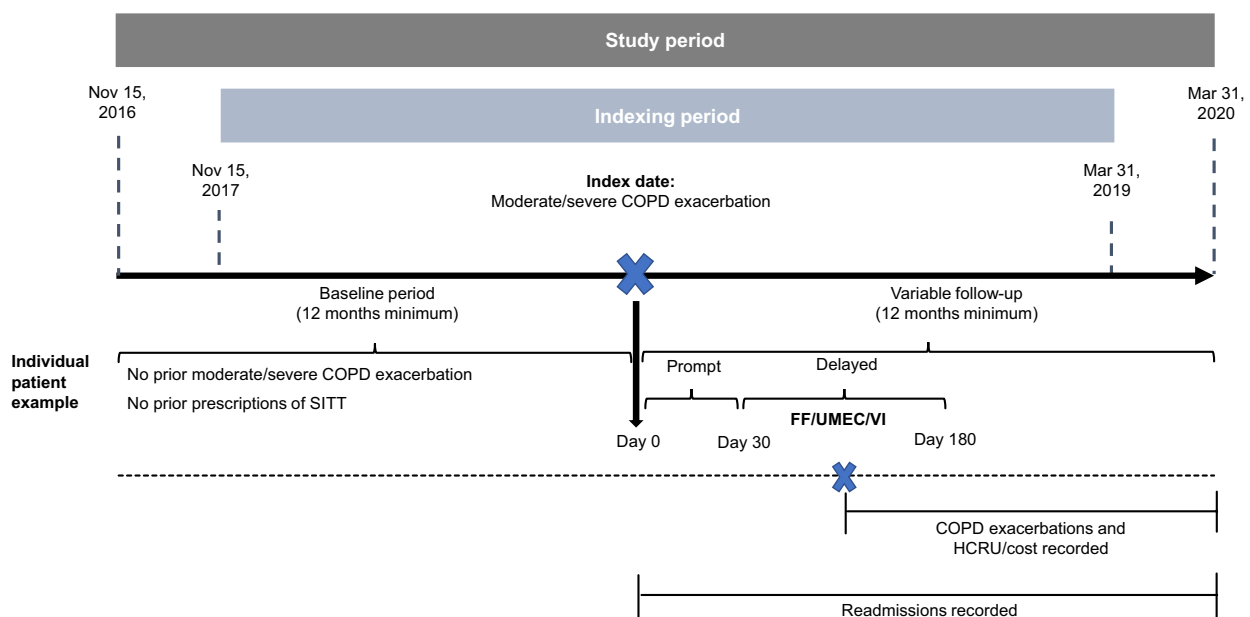 Study period
Nov 15,
2016
Indexing period
Mar 31,
2020
Nov 15,
2017
Index date:
Moderate/severe COPD exacerbation
Mar 31,
2019
Baseline period
(12 months minimum)
Variable follow-up
(12 months minimum)
Individual
patient
example
No prior moderate/severe COPD exacerbation
No prior prescriptions of SITT
Prompt
Delayed
FF/UMEC/VI
Day 0
Day 30
Day 180
COPD exacerbations and
HCRU/cost recorded
Readmissions recorded